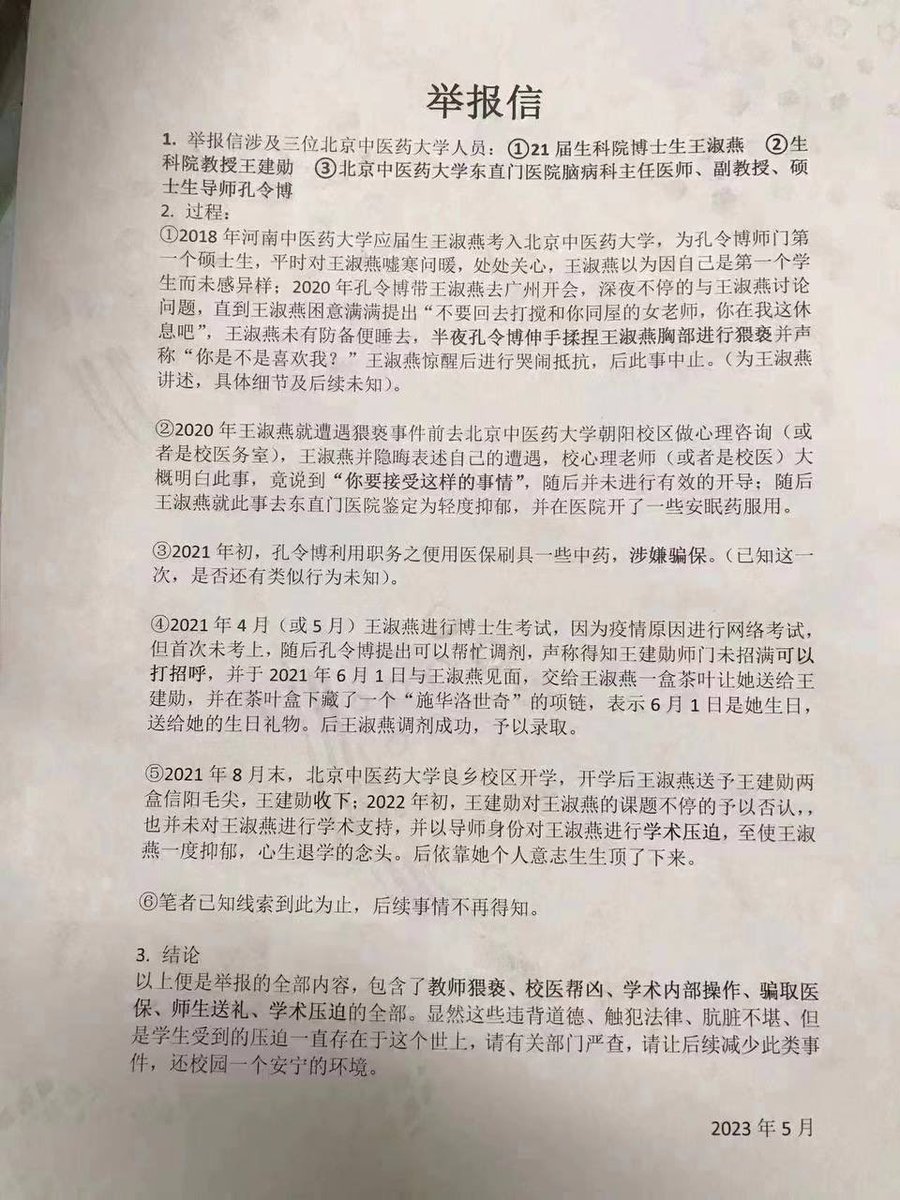 举报信
1. 举报信涉及三位北京中医药大学人员：①21 届生科院博士生王淑燕 ②生
科院教授王建勋 ③北京中医药大学东直门医院脑病科主任医师、副教授、硕
士生导师孔令博
2. 过程：
①2018 年河南中医药大学应届生王淑燕考入北京中医药大学，为孔令博师门第
一个硕士生，平时对王淑燕嘘寒问暖，处处关心，王淑燕以为因自己是第一个学
生而未感异样；2020 年孔令博带王淑燕去广州开会，深夜不停的与王淑燕讨论
问题，直到王淑燕困意满满提出“不要回去打搅和你同屋的女老师，你在我这休
息吧”，王淑燕未有防备便睡去，半夜孔令博伸手揉捏王淑燕胸部进行猥亵并声
称“你是不是喜欢我？”王淑燕惊醒后进行哭闹抵抗，后此事中止。（为王淑燕
讲述，具体细节及后续未知）。
②2020 年王淑燕就遭遇猥亵事件前去北京中医药大学朝阳校区做心理咨询（或
者是校医务室），王淑燕并隐晦表述自己的遭遇，校心理老师（或者是校医）大
概明白此事，竟说到“你要接受这样的事情”，随后并未进行有效的开导；随后
王淑燕就此事去东直门医院鉴定为轻度抑郁，并在医院开了一些安眠药服用。
③2021 年初，孔令博利用职务之便用医保刷具一些中药，涉嫌骗保。（已知这一
次，是否还有类似行为未知）。
④2021 年 4 月（或 5 月）王淑燕进行博士生考试，因为疫情原因进行网络考试，
但首次未考上，随后孔令博提出可以帮忙调剂，声称得知王建勋师门未招满可以
打招呼，并于 2021 年 6 月 1 日与王淑燕见面，交给王淑燕一盒茶叶让她送给王
建勋，并在茶叶盒下藏了一个“施华洛世奇”的项链，表示 6 月 1 日是她生日，
送给她的生日礼物。后王淑燕调剂成功，予以录取。
⑤2021 年 8 月末，北京中医药大学良乡校区开学，开学后王淑燕送予王建勋两
盒信阳毛尖，王建勋收下；2022 年初，王建勋对王淑燕的课题不停的予以否认，，
也并未对王淑燕进行学术支持，并以导师身份对王淑燕进行学术压迫，至使王淑
燕一度抑郁，心生退学的念头。后依靠她个人意志生生顶了下来。
⑥笔者已知线索到此为止，后续事情不再得知。
3. 结论
以上便是举报的全部内容，包含了教师猥亵、校医帮凶、学术内部操作、骗取医
保、师生送礼、学术压迫的全部。显然这些违背道德、触犯法律、肮脏不堪、但
是学生受到的压迫一直存在于这个世上，请有关部门严查，请让后续减少此类事
件，还校园一个安宁的环境。
2023 年 5 月